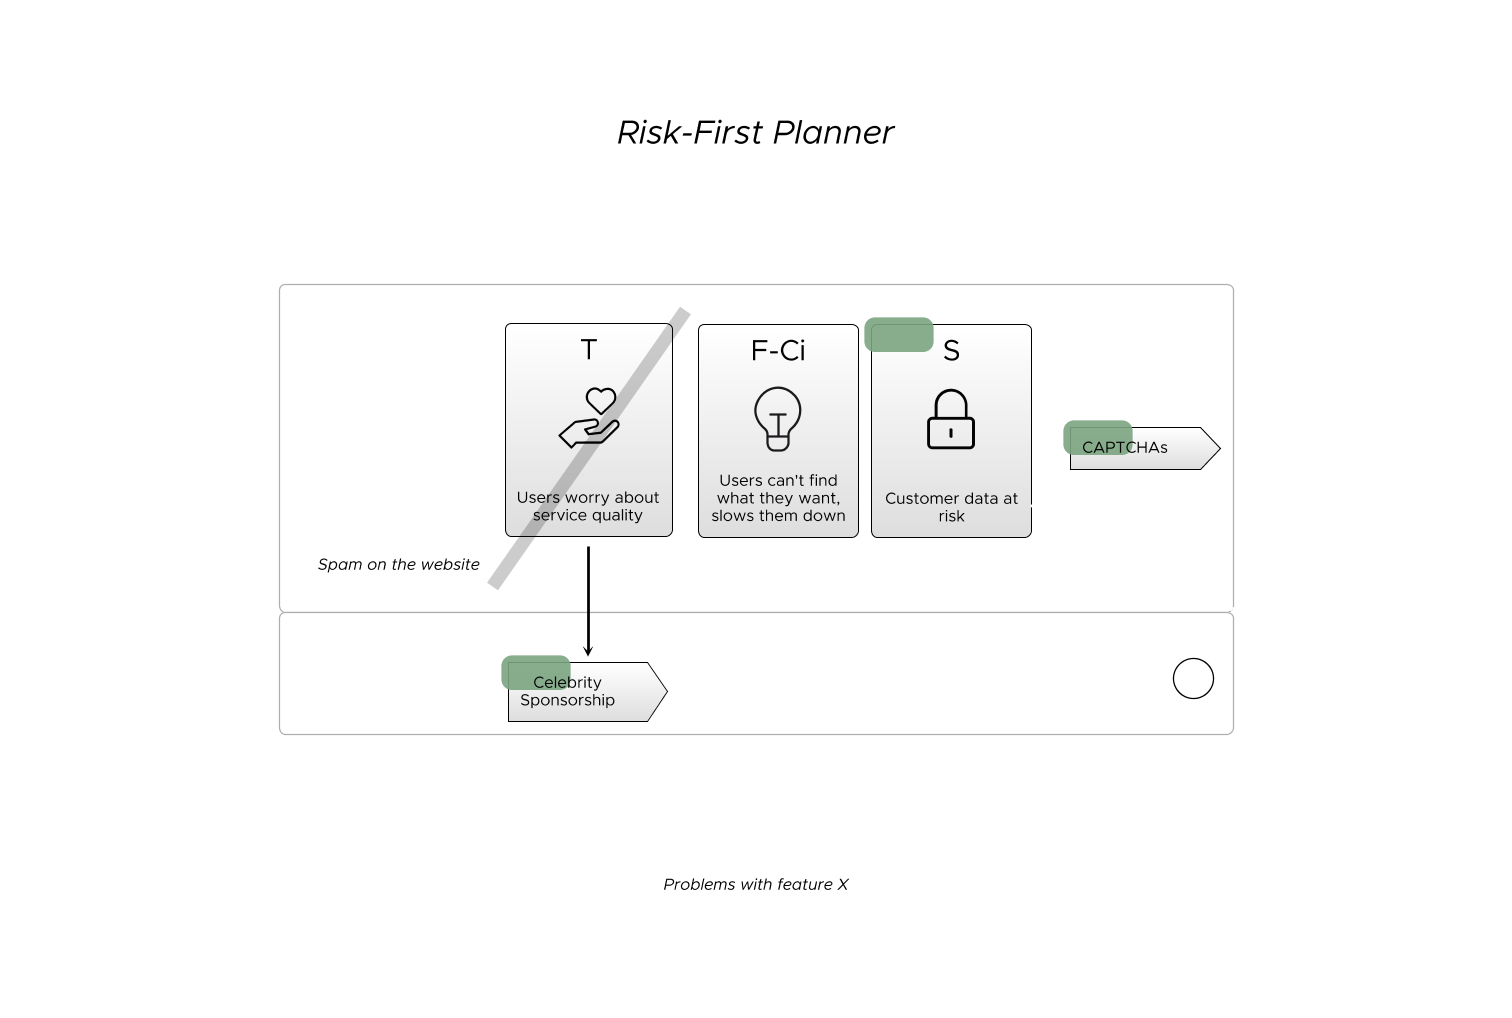 Risk-First Planner
T
Users worry about
service quality
F-Ci
Users can't find
what they want,
slows them down
S
Customer data at
risk
CAPTCHAs
Spam on the website
Celebrity
Sponsorship
Problems with feature X